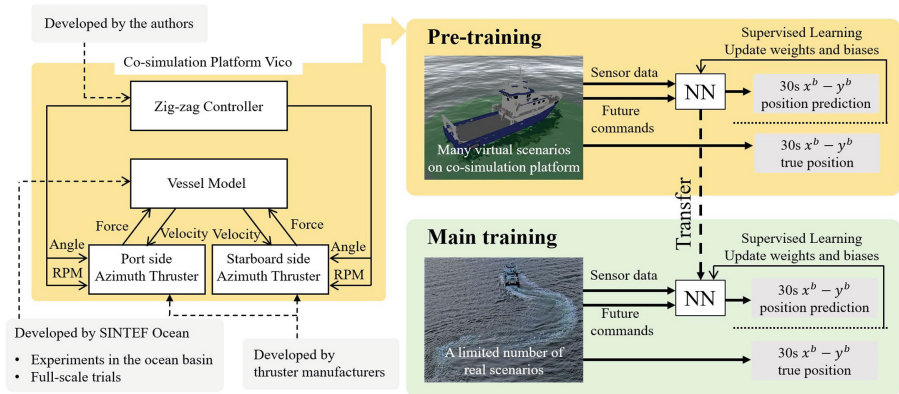 Developed by the authors
Co-simulation Platform Vico
Zig-zag Controller
Vessel Model
Force
Velocity
Velocity
Force
Angle
RPM
Port side
Azimuth Thruster
Starboard side
Azimuth Thruster
Angle
RPM
Developed by SINTEF Ocean
• Experiments in the ocean basin
• Full-scale trials
Developed by
thruster manufacturers
Pre-training
Many virtual scenarios
on co-simulation platform
Sensor data
Future
commands
NN
Supervised Learning
Update weights and biases
30s x^b − y^b
position prediction
30s x^b − y^b
true position
Transfer
Main training
A limited number of
real scenarios
Sensor data
Future
commands
NN
Supervised Learning
Update weights and biases
30s x^b − y^b
position prediction
30s x^b − y^b
true position